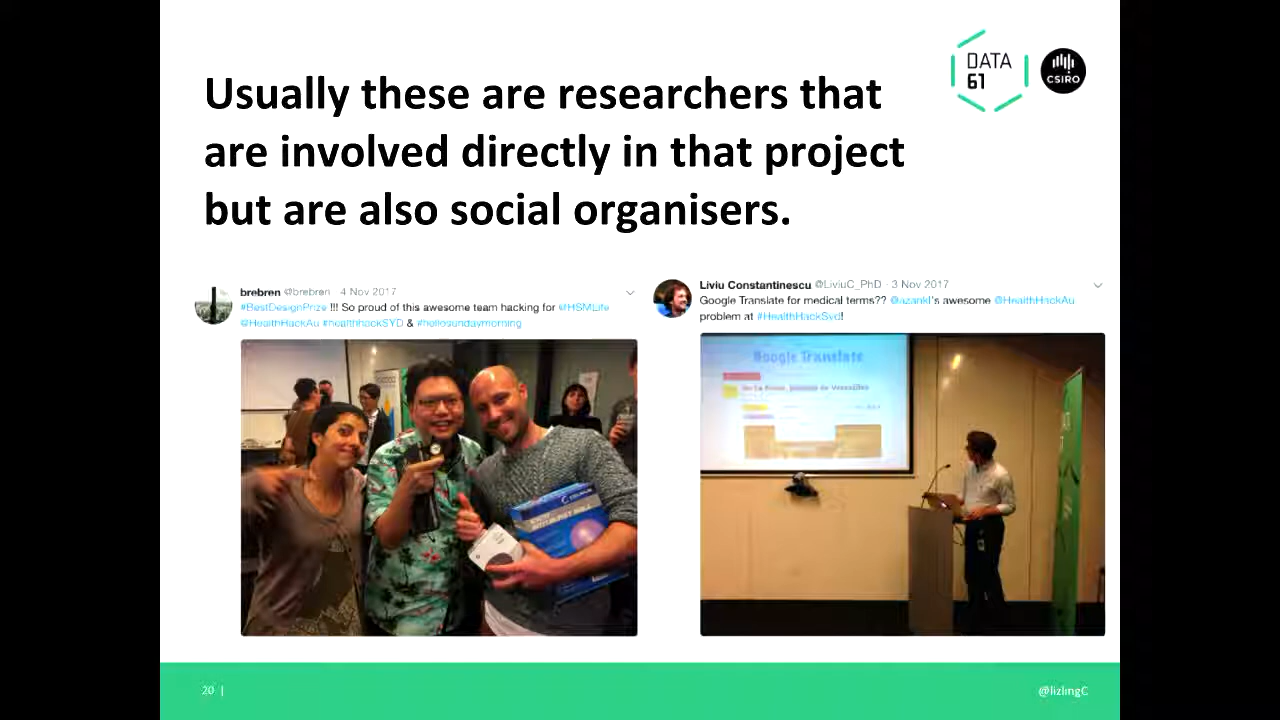 DATA
61
CSIRO
Usually these are researchers that
are involved directly in that project
but are also social organisers.
brebren @brebren · 4 Nov 2017
#BestDesignPrize !!! So proud of this awesome team hacking for @HSMLife
@HealthHackAu #healthhackSYD & #hellosundaymorning
Liviu Constantinescu @LiviuC_PhD · 3 Nov 2017
Google Translate for medical terms?? @azankl's awesome @HealthHackAu
problem at #HealthHackSyd!
Google Translate
20 |
@lizlingC